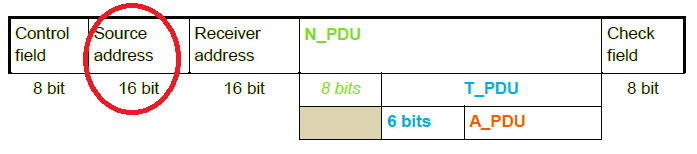 Control field
Source address
Receiver address
N_PDU
Check field
8 bit
16 bit
16 bit
8 bits
T_PDU
8 bit
6 bits
A_PDU